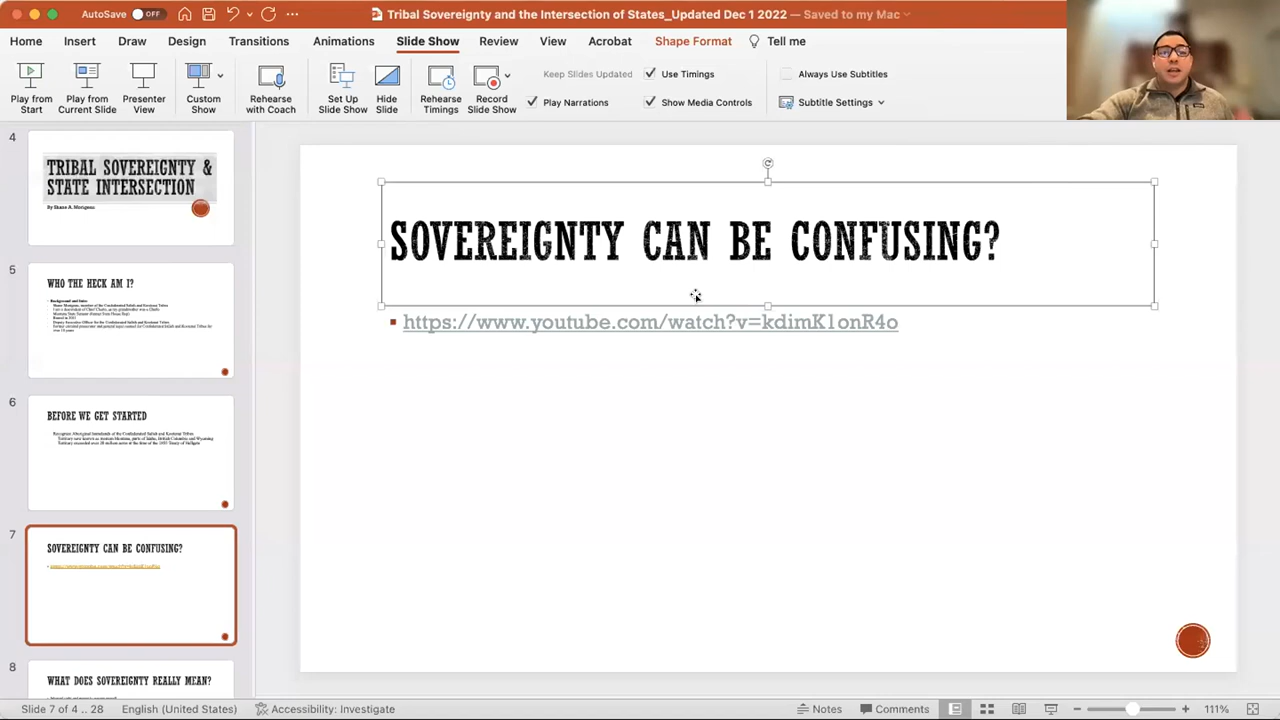 AutoSave OFF
Tribal Sovereignty and the Intersection of States_Updated Dec 1 2022 — Saved to my Mac
Home Insert Draw Design Transitions Animations Slide Show Review View Acrobat Shape Format Tell me
Play from Start
Play from Current Slide
Presenter View
Custom Show
Rehearse with Coach
Set Up Slide Show
Hide Slide
Rehearse Timings
Record Slide Show
Keep Slides Updated
Use Timings
Play Narrations
Show Media Controls
Always Use Subtitles
Subtitle Settings
4
TRIBAL SOVEREIGNTY &
STATE INTERSECTION
By Shane A. Morigeau
5
WHO THE HECK AM I?
6
BEFORE WE GET STARTED
7
SOVEREIGNTY CAN BE CONFUSING?
8
WHAT DOES SOVEREIGNTY REALLY MEAN?
SOVEREIGNTY CAN BE CONFUSING?
https://www.youtube.com/watch?v=kdimK1onR4o
Slide 7 of 4 .. 28 English (United States) Accessibility: Investigate
Notes Comments 111%